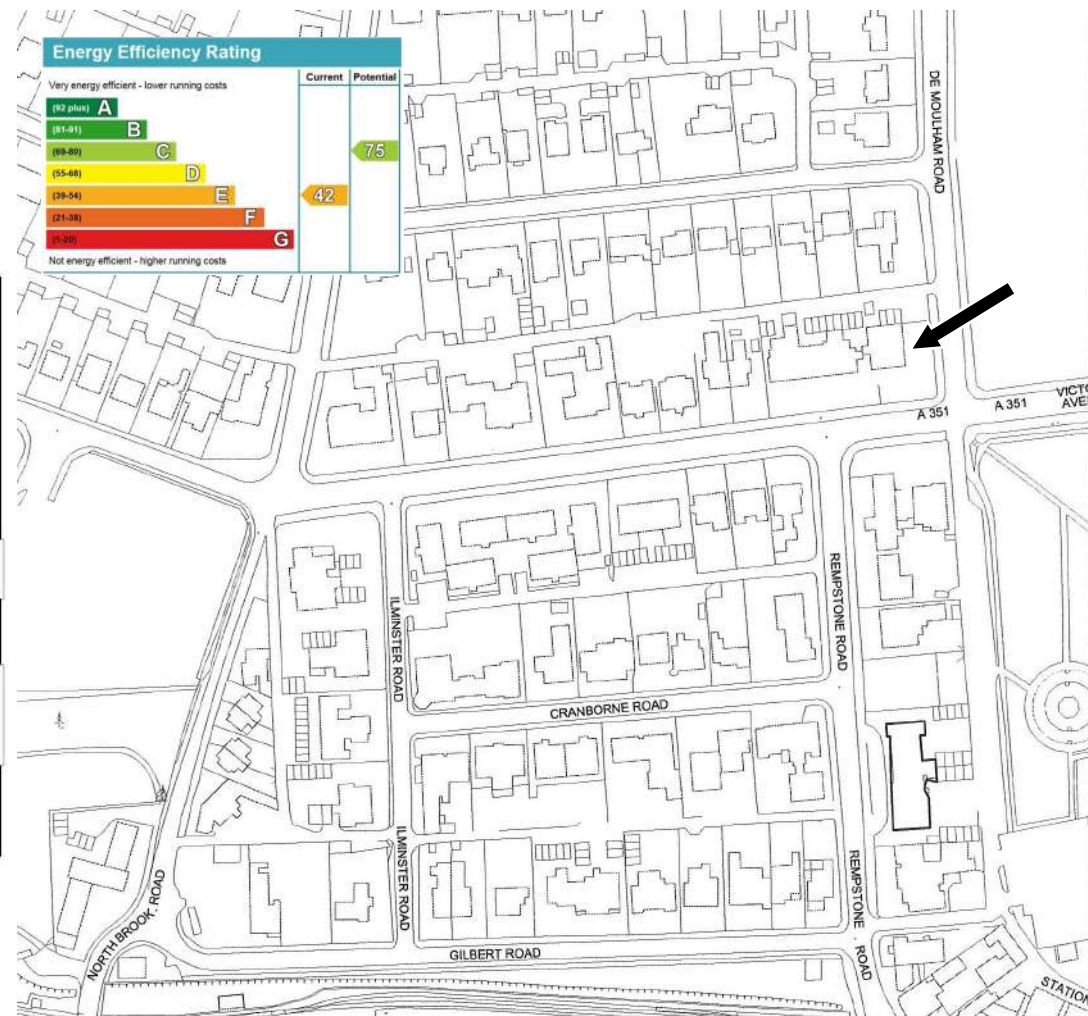 Energy Efficiency Rating
Current Potential
Very energy efficient - lower running costs
(92 plus) A
(81-91) B
(69-80) C
75
(55-68) D
(39-54) E
42
(21-38) F
(1-20) G
Not energy efficient - higher running costs
DE MOULHAM ROAD
VICTO
AVE
A 351
A 351
REMPSTONE ROAD
ILMINSTER ROAD
CRANBORNE ROAD
ILMINSTER ROAD
REMPSTONE ROAD
NORTH BROOK ROAD
GILBERT ROAD
STATION